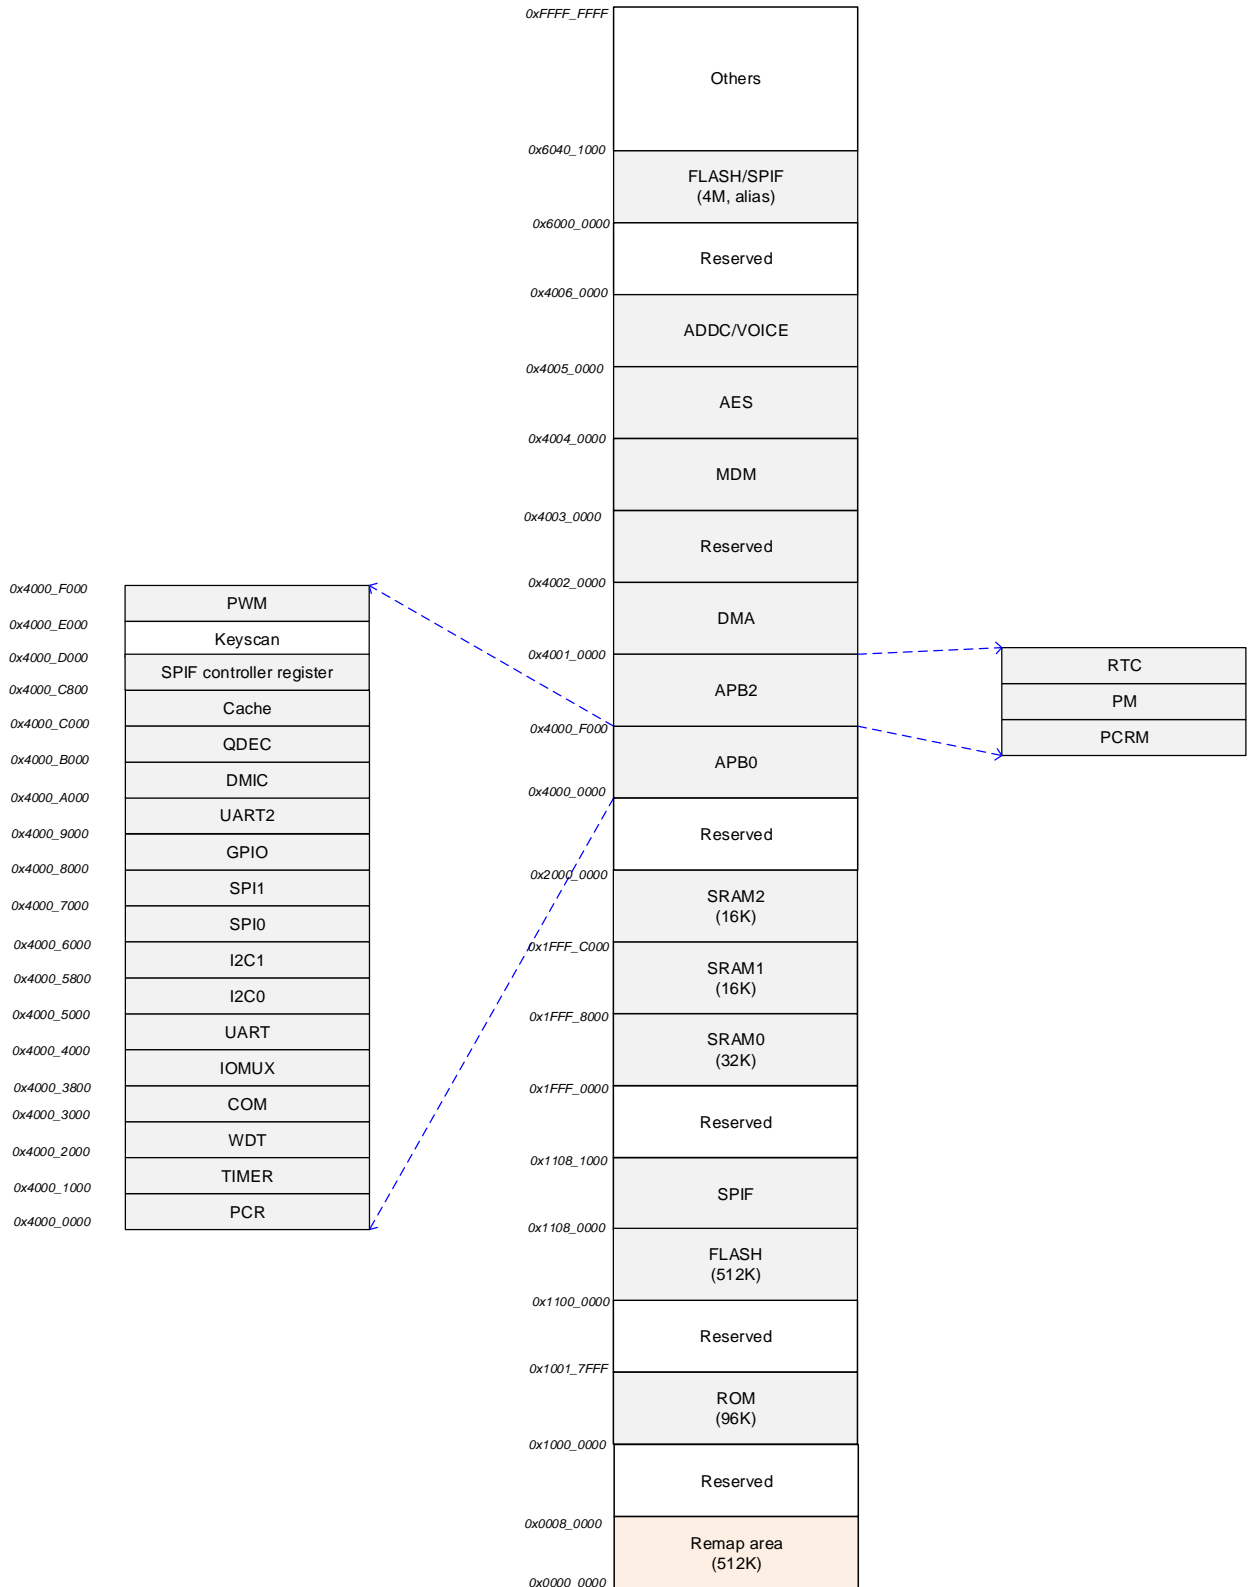 0xFFFF_FFFF
Others
0x6040_1000
FLASH/SPIF
(4M, alias)
0x6000_0000
Reserved
0x4006_0000
ADDC/VOICE
0x4005_0000
AES
0x4004_0000
MDM
0x4003_0000
Reserved
0x4002_0000
DMA
0x4001_0000
APB2
0x4000_F000
APB0
0x4000_0000
Reserved
0x2000_0000
SRAM2
(16K)
0x1FFF_C000
SRAM1
(16K)
0x1FFF_8000
SRAM0
(32K)
0x1FFF_0000
Reserved
0x1108_1000
SPIF
0x1108_0000
FLASH
(512K)
0x1100_0000
Reserved
0x1001_7FFF
ROM
(96K)
0x1000_0000
Reserved
0x0008_0000
Remap area
(512K)
0x0000_0000
0x4000_F000
PWM
0x4000_E000
Keyscan
0x4000_D000
SPIF controller register
0x4000_C800
Cache
0x4000_C000
QDEC
0x4000_B000
DMIC
0x4000_A000
UART2
0x4000_9000
GPIO
0x4000_8000
SPI1
0x4000_7000
SPI0
0x4000_6000
I2C1
0x4000_5800
I2C0
0x4000_5000
UART
0x4000_4000
IOMUX
0x4000_3800
COM
0x4000_3000
WDT
0x4000_2000
TIMER
0x4000_1000
PCR
0x4000_0000
RTC
PM
PCRM